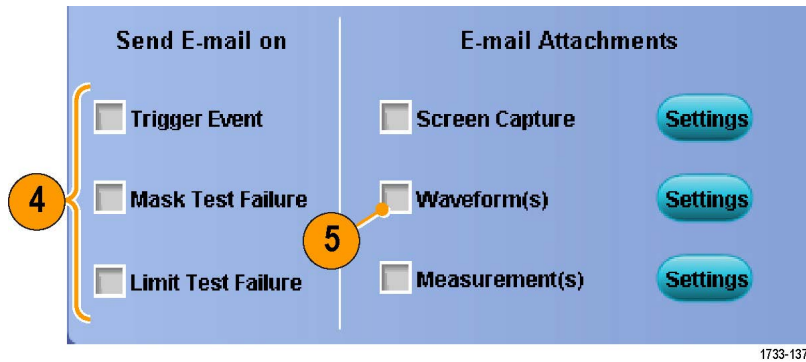 Send E-mail on
E-mail Attachments
Trigger Event
Screen Capture
Settings
4
Mask Test Failure
Waveform(s)
Settings
5
Limit Test Failure
Measurement(s)
Settings
1733-137